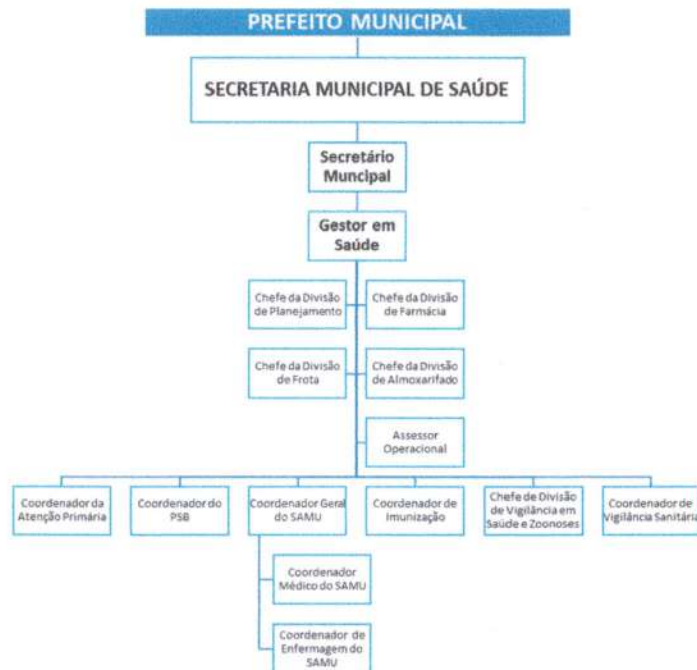 PREFEITO MUNICIPAL
SECRETARIA MUNICIPAL DE SAÚDE
Secretário
Muncipal
Gestor em
Saúde
Chefe da Divisão
de Planejamento
Chefe da Divisão
de Farmácia
Chefe da Divisão
de Frota
Chefe da Divisão
de Almoxarifado
Assessor
Operacional
Coordenador da
Atenção Primária
Coordenador do
PSB
Coordenador Geral
do SAMU
Coordenador de
Imunização
Chefe de Divisão
de Vigilância em
Saúde e Zoonoses
Coordenador de
Vigilância Sanitária
Coordenador
Médico do SAMU
Coordenador de
Enfermagem do
SAMU